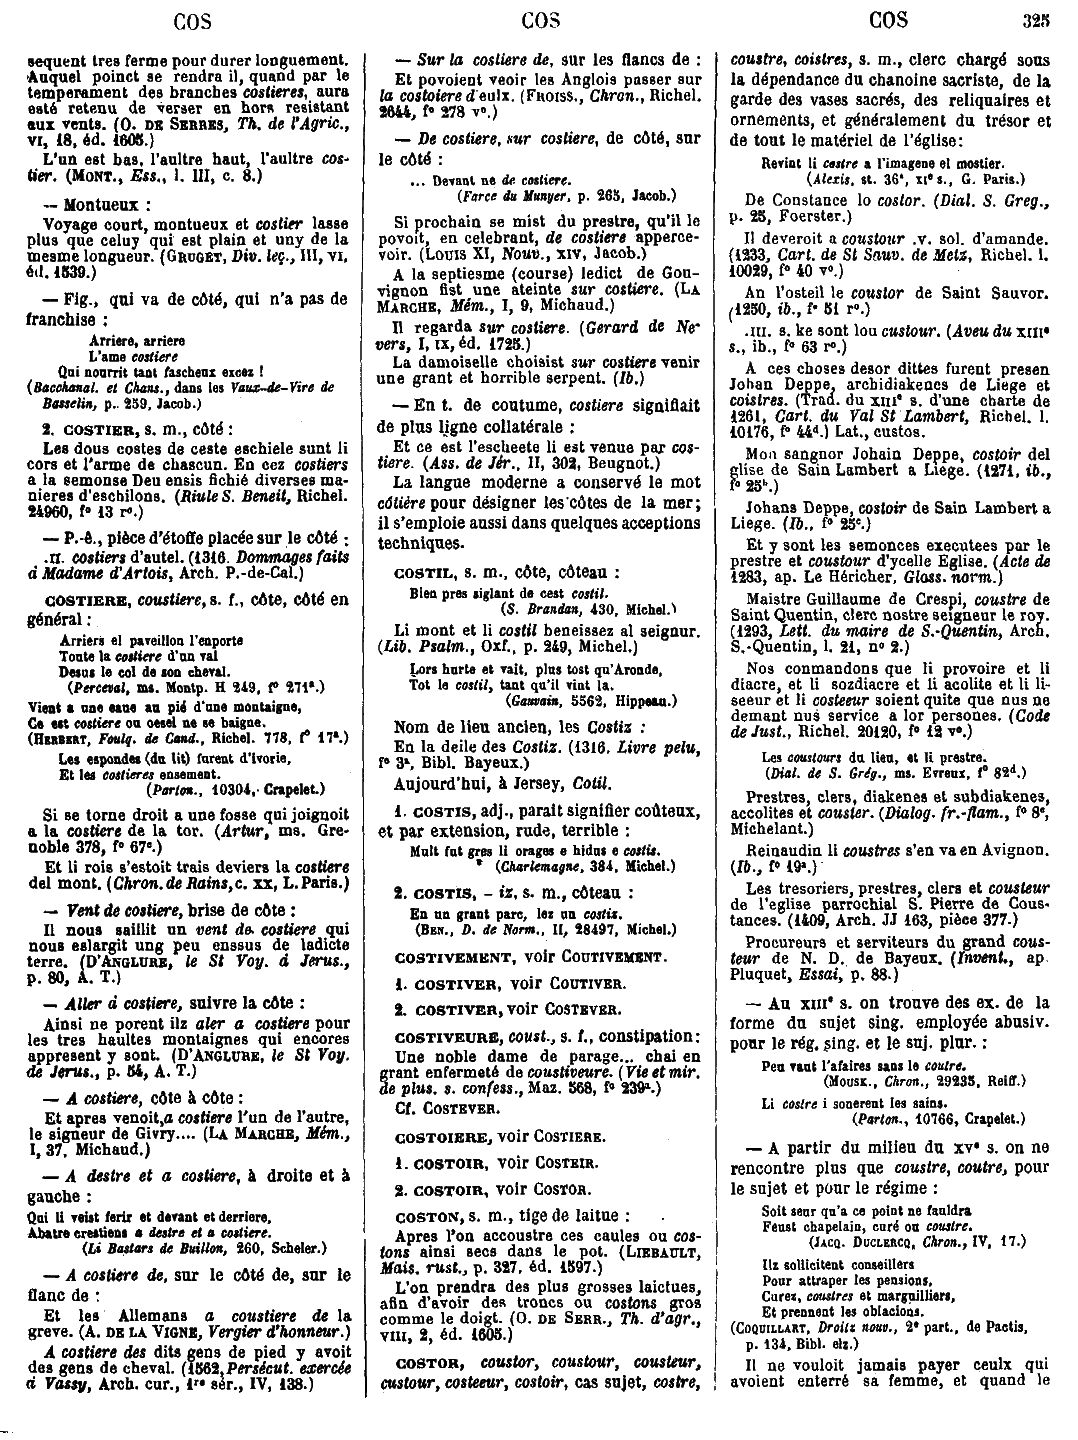 COS
COS
COS
325
sequent tres ferme pour durer longuement.
Auquel poinct se rendra il, quand par le
temperament des branches costieres, aura
esté retenu de verser en hors resistant
aux vents. (O. DE SERRES, Th. de l'Agric.,
VI, 18, éd. 1605.)
L'un est bas, l'aultre haut, l'aultre cos-
tier. (MONT., Ess., l. III, c. 8.)
— Montueux :
Voyage court, montueux et costier lasse
plus que celuy qui est plain et uny de la
mesme longueur. (GRUGET, Div. leç., III, VI,
éd. 1539.)
— Fig., qui va de côté, qui n'a pas de
franchise :
Arriere, arriere
L'ame costiere
Qui nourrit tant fascheux excez !
(Bacchanal. et Chans., dans les Vaux-de-Vire de
Basselin, p. 259, Jacob.)
2. COSTIER, s. m., côté :
Les dous costes de ceste eschiele sunt li
cors et l'arme de chascun. En cez costiers
a la semonse Deu ensis fichié diverses ma-
nieres d'eschilons. (Riule S. Beneit, Richel.
24960, fº 13 rº.)
— P.-ê., pièce d'étoffe placée sur le côté :
.II. costiers d'autel. (1316. Dommages faits
à Madame d'Artois, Arch. P.-de-Cal.)
COSTIERE, coustiere, s. f., côte, côté en
général :
Arriers el paveillon l'enporte
Toute la costiere d'un val
Desus le col de son cheval.
(Perceval, ms. Montp. H 249, fº 271ª.)
Vient a une eaue au pié d'une montaigne,
Ce est costiere ou oesel ne se baigne.
(HERBERT, Foulq. de Cand., Richel. 778, fº 17ª.)
Les espondes (du lit) furent d'ivorie,
Et les costieres ensement.
(Parton., 10304, Crapelet.)
Si se torne droit a une fosse qui joignoit
a la costiere de la tor. (Artur, ms. Gre-
noble 378, fº 67ᶜ.)
Et li rois s'estoit trais deviers la costiere
del mont. (Chron. de Rains, c. XX, L. Paris.)
— Vent de costiere, brise de côte :
Il nous saillit un vent de costiere qui
nous eslargit ung peu enssus de ladicte
terre. (D'ANGLURE, le St Voy. à Jerus.,
p. 80, A. T.)
— Aller à costiere, suivre la côte :
Ainsi ne porent ilz aler a costiere pour
les tres haultes montaignes qui encores
appresent y sont. (D'ANGLURE, le St Voy.
de Jerus., p. 54, A. T.)
— A costiere, côte à côte :
Et apres venoit, a costiere l'un de l'autre,
le signeur de Givry.... (LA MARCHE, Mém.,
I, 37, Michaud.)
— A destre et a costiere, à droite et à
gauche :
Qui li veist ferir et devant et derriere,
Abatre crestiens a destre et a costiere.
(Li Bastars de Buillon, 260, Scheler.)
— A costiere de, sur le côté de, sur le
flanc de :
Et les Allemans a coustiere de la
greve. (A. DE LA VIGNE, Vergier d'honneur.)
A costiere des dits gens de pied y avoit
des gens de cheval. (1562, Persécut. exercée
à Vassy, Arch. cur., 1ʳᵉ sér., IV, 138.)
— Sur la costiere de, sur les flancs de :
Et povoient veoir les Anglois passer sur
la costoiere d'eulx. (FROISS., Chron., Richel.
2644, fº 278 vº.)
— De costiere, sur costiere, de côté, sur
le côté :
... Devant ne de costiere.
(Farce du Munyer, p. 265, Jacob.)
Si prochain se mist du prestre, qu'il le
povoit, en celebrant, de costiere apperce-
voir. (LOUIS XI, Nouv., XIV, Jacob.)
A la septiesme (course) ledict de Gou-
vignon fist une ateinte sur costiere. (LA
MARCHE, Mém., I, 9, Michaud.)
Il regarda sur costiere. (Gerard de Ne-
vers, I, IX, éd. 1725.)
La damoiselle choisist sur costiere venir
une grant et horrible serpent. (Ib.)
— En t. de coutume, costiere signifiait
de plus ligne collatérale :
Et ce est l'escheete li est venue par cos-
tiere. (Ass. de Jér., II, 302, Beugnot.)
La langue moderne a conservé le mot
côtière pour désigner les côtes de la mer;
il s'emploie aussi dans quelques acceptions
techniques.
COSTIL, s. m., côte, côteau :
Bien pres siglant de cest costil.
(S. Brandan, 430, Michel.)
Li mont et li costil beneissez al seignur.
(Lib. Psalm., Oxf., p. 249, Michel.)
Lors hurte et vait, plus tost qu'Aronde,
Tot le costil, tant qu'il vint la.
(Gauvain, 5562, Hippeau.)
Nom de lieu ancien, les Costiz :
En la deile des Costiz. (1316. Livre pelu,
fº 3ª, Bibl. Bayeux.)
Aujourd'hui, à Jersey, Cotil.
1. COSTIS, adj., parait signifier coûteux,
et par extension, rude, terrible :
Mult fut gres li orages e hidus e costis.
(Charlemagne, 384, Michel.)
2. COSTIS, - iz, s. m., côteau :
En un grant parc, lez un costiz.
(BEN., D. de Norm., II, 28497, Michel.)
COSTIVEMENT, voir COUTIVEMENT.
1. COSTIVER, voir COUTIVER.
2. COSTIVER, voir COSTEVER.
COSTIVEURE, coust., s. f., constipation:
Une noble dame de parage... chai en
grant enfermeté de coustiveure. (Vie et mir.
de plus. s. confess., Maz. 568, fº 239ª.)
Cf. COSTEVER.
COSTOIERE, voir COSTIERE.
1. COSTOIR, voir COSTEIR.
2. COSTOIR, voir COSTOR.
COSTON, s. m., tige de laitue :
Apres l'on accoustre ces caules ou cos-
tons ainsi secs dans le pot. (LIEBAULT,
Mais. rust., p. 327, éd. 1597.)
L'on prendra des plus grosses laictues,
afin d'avoir des troncs ou costons gros
comme le doigt. (O. DE SERR., Th. d'agr.,
VIII, 2, éd. 1605.)
COSTOR, coustor, coustour, cousteur,
custour, costeeur, costoir, cas sujet, costre,
coustre, coistres, s. m., clerc chargé sous
la dépendance du chanoine sacriste, de la
garde des vases sacrés, des reliquaires et
ornements, et généralement du trésor et
de tout le matériel de l'église:
Revint li costre a l'imagene el mostier.
(Alexis, st. 36ᵉ, XIᵉ s., G. Paris.)
De Constance lo costor. (Dial. S. Greg.,
p. 25, Foerster.)
Il deveroit a coustour .v. sol. d'amande.
(1233, Cart. de St Sauv. de Metz, Richel. l.
10029, fº 40 vº.)
An l'osteil le coustor de Saint Sauvor.
(1250, ib., fº 51 rº.)
.III. s. ke sont lou custour. (Aveu du XIIIᵉ
s., ib., fº 63 rº.)
A ces choses desor dittes furent presen
Johan Deppe, archidiakenes de Liege et
coistres. (Trad. du XIIIᵉ s. d'une charte de
1261, Cart. du Val St Lambert, Richel. l.
10176, fº 44ᵈ.) Lat., custos.
Mon sangnor Johain Deppe, costoir del
glise de Sain Lambert a Liege. (1271, ib.,
fº 25ᵇ.)
Johans Deppe, costoir de Sain Lambert a
Liege. (Ib., fº 25ᶜ.)
Et y sont les semonces executees par le
prestre et coustour d'ycelle Eglise. (Acte de
1283, ap. Le Héricher, Gloss. norm.)
Maistre Guillaume de Crespi, coustre de
Saint Quentin, clerc nostre seigneur le roy.
(1293, Lett. du maire de S.-Quentin, Arch.
S.-Quentin, l. 21, nº 2.)
Nos conmandons que li provoire et li
diacre, et li sozdiacre et li acolite et li li-
seeur et li costeeur soient quite que nus ne
demant nus service a lor persones. (Code
de Just., Richel. 20120, fº 12 vº.)
Les coustours du lieu, et li prestre.
(Dial. de S. Grég., ms. Evreux, fº 82ᵈ.)
Prestres, clers, diakenes et subdiakenes,
accolites et couster. (Dialog. fr.-flam., fº 8ᶜ,
Michelant.)
Reinaudin li coustres s'en va en Avignon.
(Ib., fº 19ª.)
Les tresoriers, prestres, clers et cousteur
de l'eglise parrochial S. Pierre de Cous-
tances. (1409, Arch. JJ 163, pièce 377.)
Procureurs et serviteurs du grand cous-
teur de N. D. de Bayeux. (Invent., ap.
Pluquet, Essai, p. 88.)
— Au XIIIᵉ s. on trouve des ex. de la
forme du sujet sing. employée abusiv.
pour le rég. sing. et le suj. plur. :
Peu vaut l'afaires sans le coutre.
(MOUSK., Chron., 29235, Reiff.)
Li costre i sonerent les sains.
(Parton., 10766, Crapelet.)
— A partir du milieu du XVᵉ s. on ne
rencontre plus que coustre, coutre, pour
le sujet et pour le régime :
Soit seur qu'a ce point ne fauldra
Feust chapelain, curé ou coustre.
(JACQ. DUCLERCQ, Chron., IV, 17.)
Ilz sollicitent conseillers
Pour attraper les pensions,
Curez, coustres et marguilliers,
Et prennent les oblacions.
(COQUILLART, Droitz nouv., 2ᵉ part., de Pactis,
p. 134, Bibl. elz.)
Il ne vouloit jamais payer ceulx qui
avoient enterré sa femme, et quand le